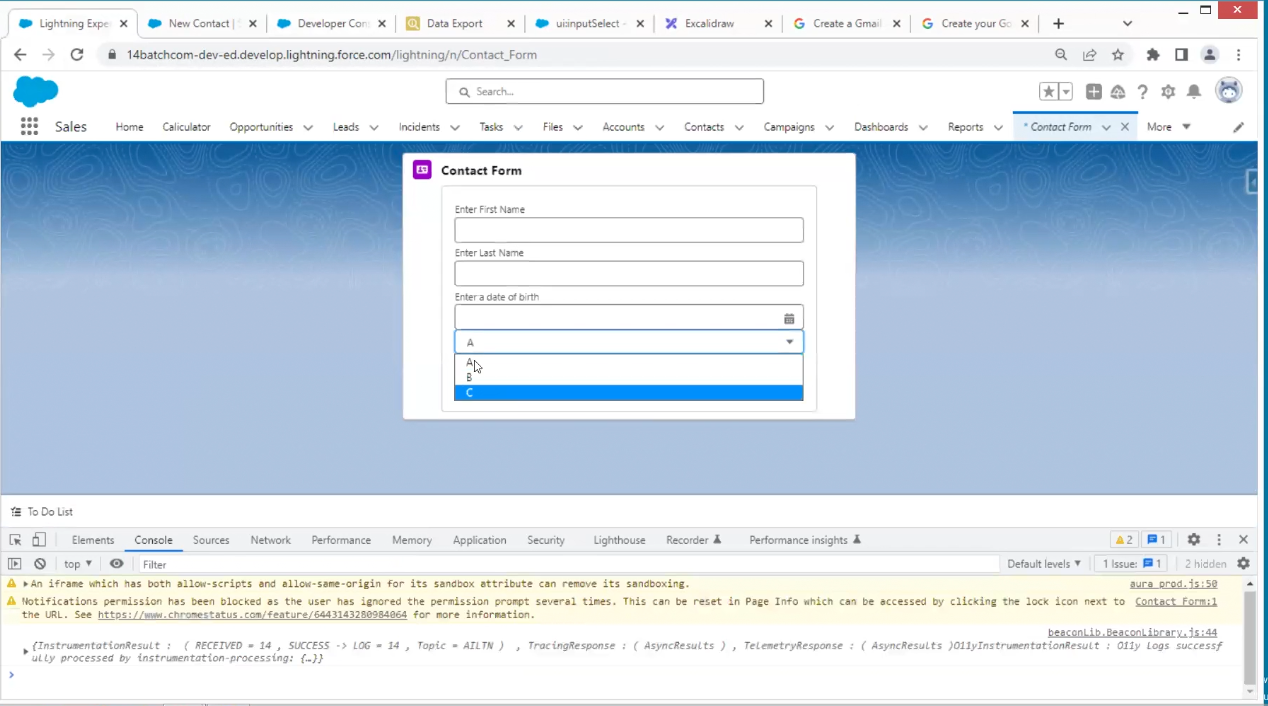 Lightning Expe
New Contact | S
Developer Con
Data Export
ui:inputSelect -
Excalidraw
Create a Gmail
Create your Go
14batchcom-dev-ed.develop.lightning.force.com/lightning/n/Contact_Form
Search...
Sales
Home
Calculator
Opportunities
Leads
Incidents
Tasks
Files
Accounts
Contacts
Campaigns
Dashboards
Reports
* Contact Form
More
Contact Form
Enter First Name
Enter Last Name
Enter a date of birth
A
A
B
C
To Do List
Elements
Console
Sources
Network
Performance
Memory
Application
Security
Lighthouse
Recorder
Performance insights
2
1
top
Filter
Default levels
1 Issue:
1
2 hidden
An iframe which has both allow-scripts and allow-same-origin for its sandbox attribute can remove its sandboxing.
aura_prod.js:50
Notifications permission has been blocked as the user has ignored the permission prompt several times. This can be reset in Page Info which can be accessed by clicking the lock icon next to
Contact Form:1
the URL. See https://www.chromestatus.com/feature/6443143280984064 for more information.
beaconLib.BeaconLibrary.js:44
{InstrumentationResult : ( RECEIVED = 14 , SUCCESS -> LOG = 14 , Topic = AILTN ) , TracingResponse : ( AsyncResults ) , TelemetryResponse : ( AsyncResults )O11yInstrumentationResult : O11y Logs successf
ully processed by instrumentation-processing: {…}}